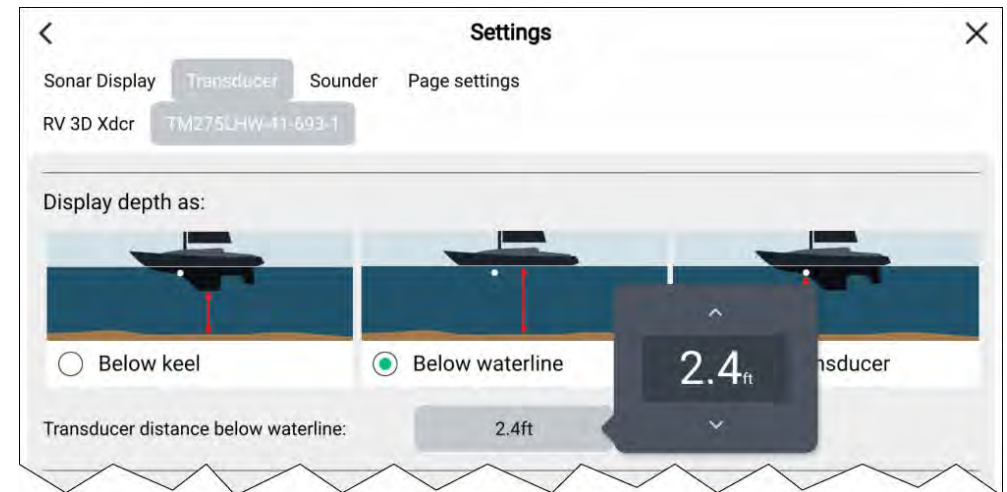 Settings
Sonar Display Transducer Sounder Page settings
RV 3D Xdcr TM275LHW-41-693-1
Display depth as:
Below keel Below waterline nsducer
2.4ft
Transducer distance below waterline: 2.4ft